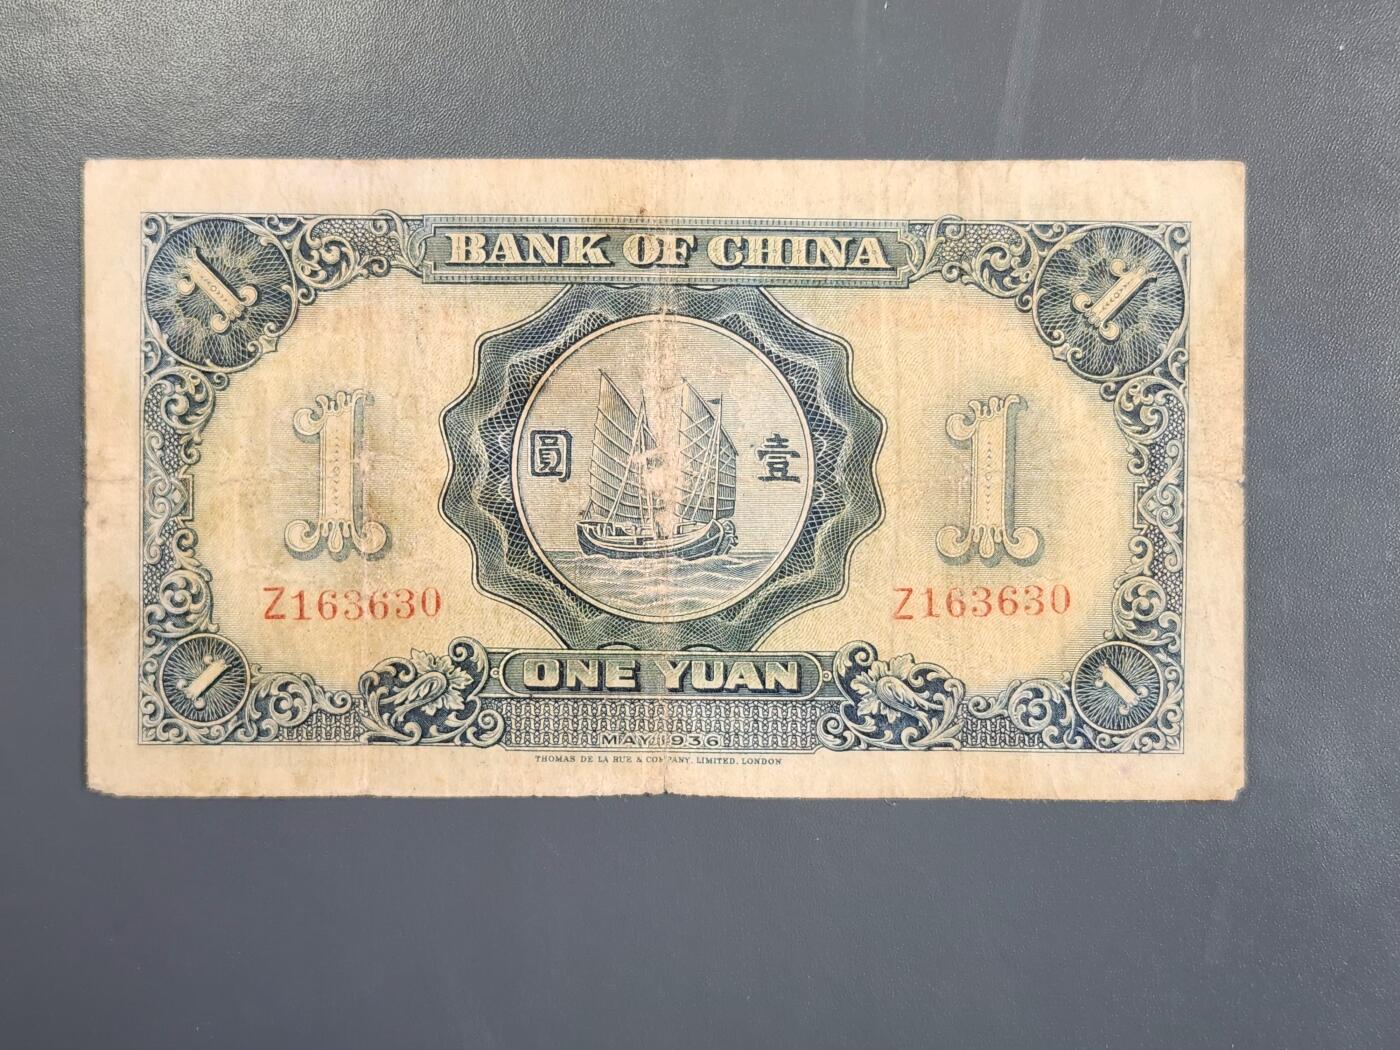 BANK OF CHINA
1 1
1 1
圓 壹
Z163630 Z163630
1 1
ONE YUAN
MAY 1936
THOMAS DE LA RUE & COMPANY, LIMITED, LONDON